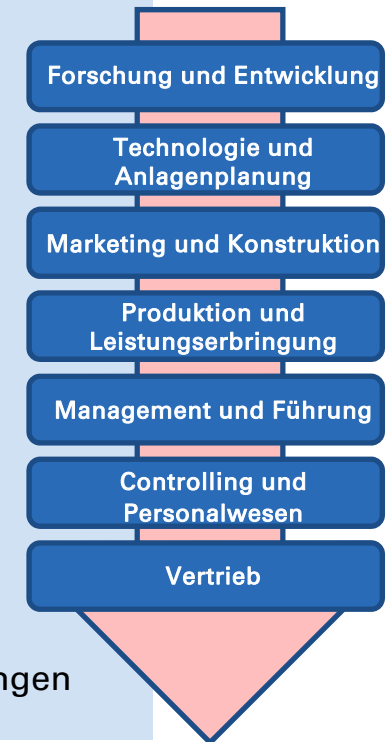 Forschung und Entwicklung
Technologie und
Anlagenplanung
Marketing und Konstruktion
Produktion und
Leistungserbringung
Management und Führung
Controlling und
Personalwesen
Vertrieb
ngen